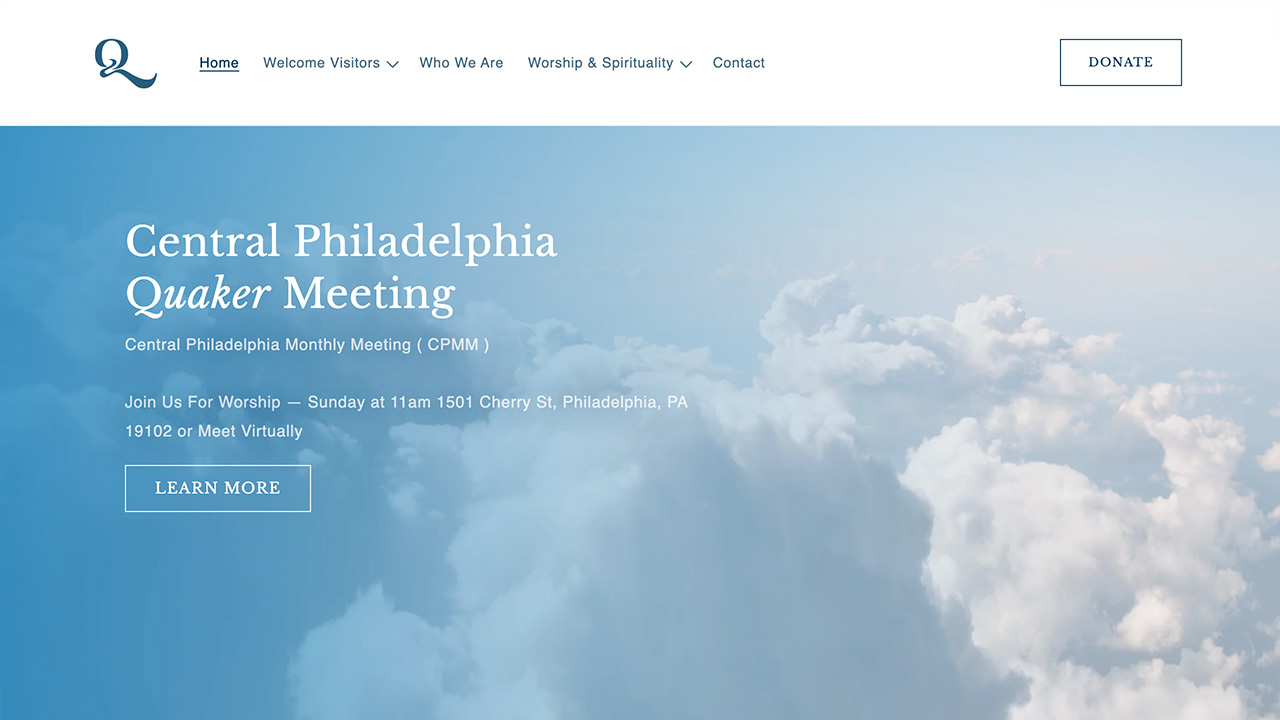 Q
Home
Welcome Visitors
Who We Are
Worship & Spirituality
Contact
DONATE
Central Philadelphia
Quaker Meeting
Central Philadelphia Monthly Meeting ( CPMM )
Join Us For Worship — Sunday at 11am 1501 Cherry St, Philadelphia, PA
19102 or Meet Virtually
LEARN MORE